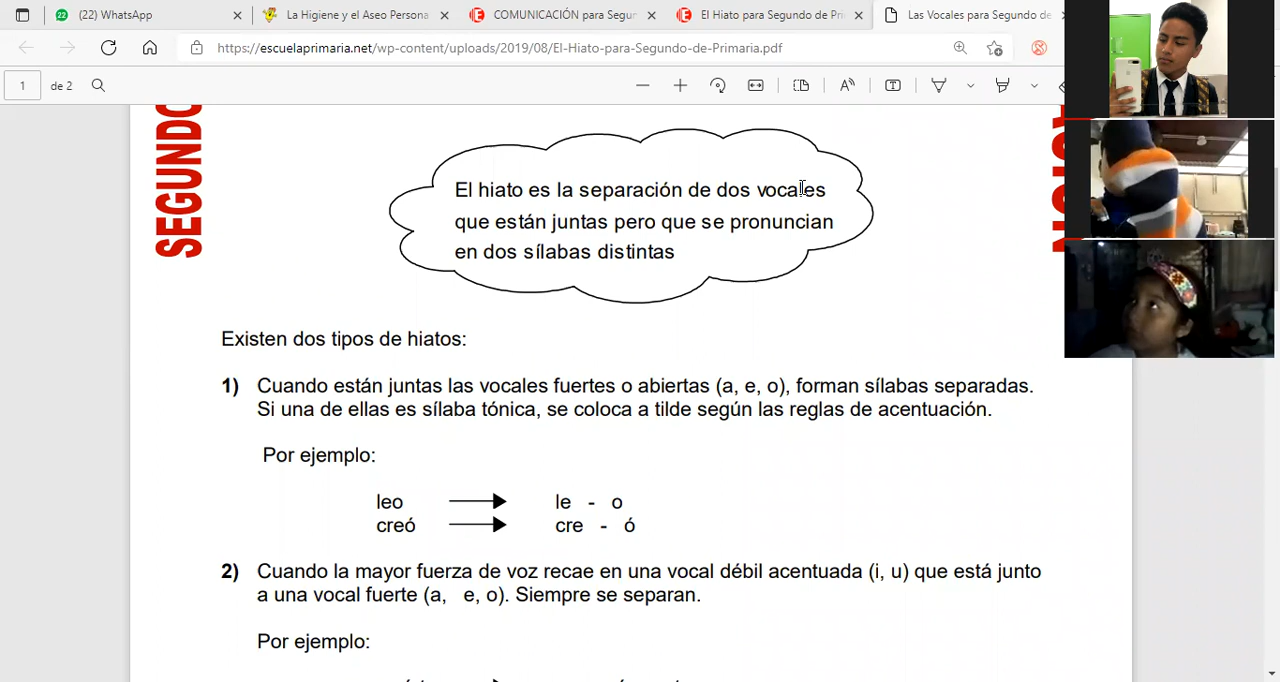 (22) WhatsApp
La Higiene y el Aseo Persona
COMUNICACIÓN para Segur
El Hiato para Segundo de Pri
Las Vocales para Segundo de
https://escuelaprimaria.net/wp-content/uploads/2019/08/El-Hiato-para-Segundo-de-Primaria.pdf
1 de 2
SEGUNDO
El hiato es la separación de dos vocales
que están juntas pero que se pronuncian
en dos sílabas distintas
Existen dos tipos de hiatos:
1) Cuando están juntas las vocales fuertes o abiertas (a, e, o), forman sílabas separadas.
Si una de ellas es sílaba tónica, se coloca a tilde según las reglas de acentuación.
Por ejemplo:
leo le - o
creó cre - ó
2) Cuando la mayor fuerza de voz recae en una vocal débil acentuada (i, u) que está junto
a una vocal fuerte (a, e, o). Siempre se separan.
Por ejemplo: